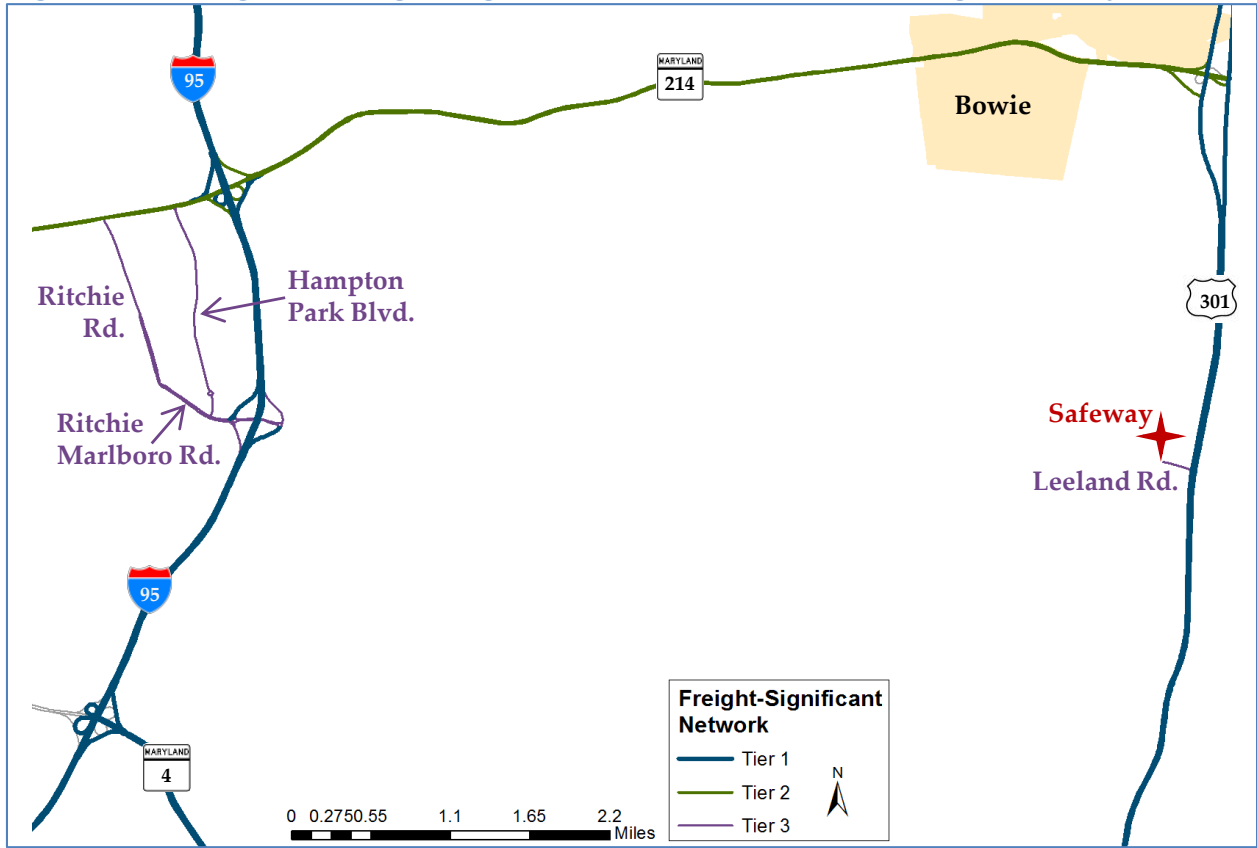 95
MARYLAND
214
Bowie
Ritchie
Rd.
Hampton
Park Blvd.
301
Ritchie
Marlboro Rd.
Safeway
Leeland Rd.
95
MARYLAND
4
Freight-Significant
Network
Tier 1
Tier 2
Tier 3
N
0 0.2750.55 1.1 1.65 2.2
Miles